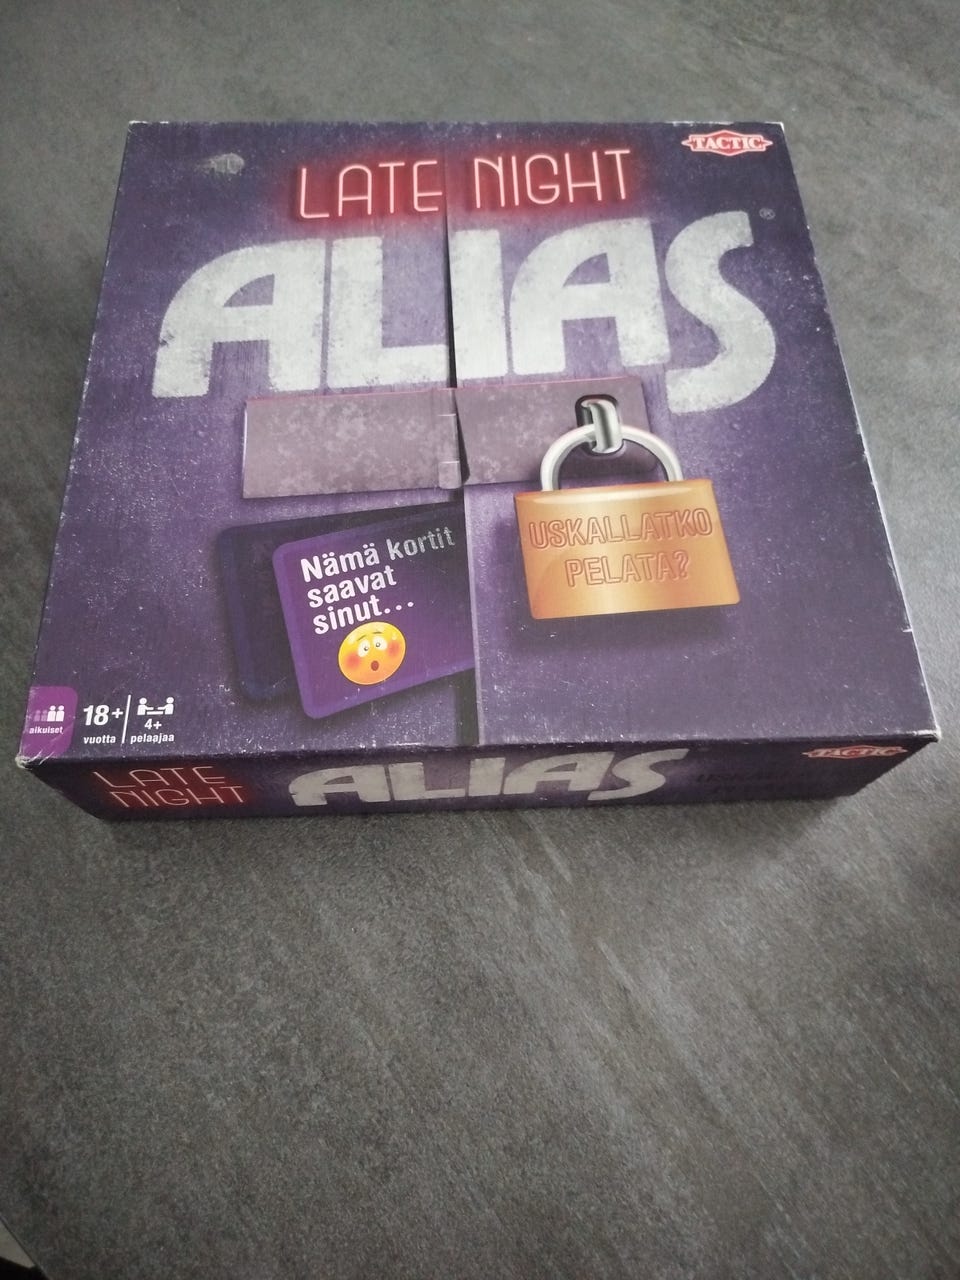 TACTIC
LATE NIGHT
ALIAS®
USKALLATKO
PELATA?
Nämä kortit
saavat
sinut...
aikuiset
18+
vuotta
4+
pelaajaa
LATE
NIGHT
ALIAS
TACTIC